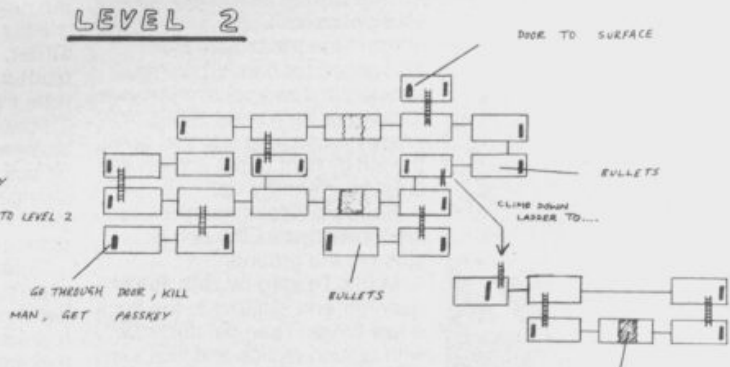 LEVEL 2
DOOR TO SURFACE
BULLETS
TO LEVEL 2
CLIMB DOWN
LADDER TO....
GO THROUGH DOOR, KILL
MAN, GET PASSKEY
BULLETS